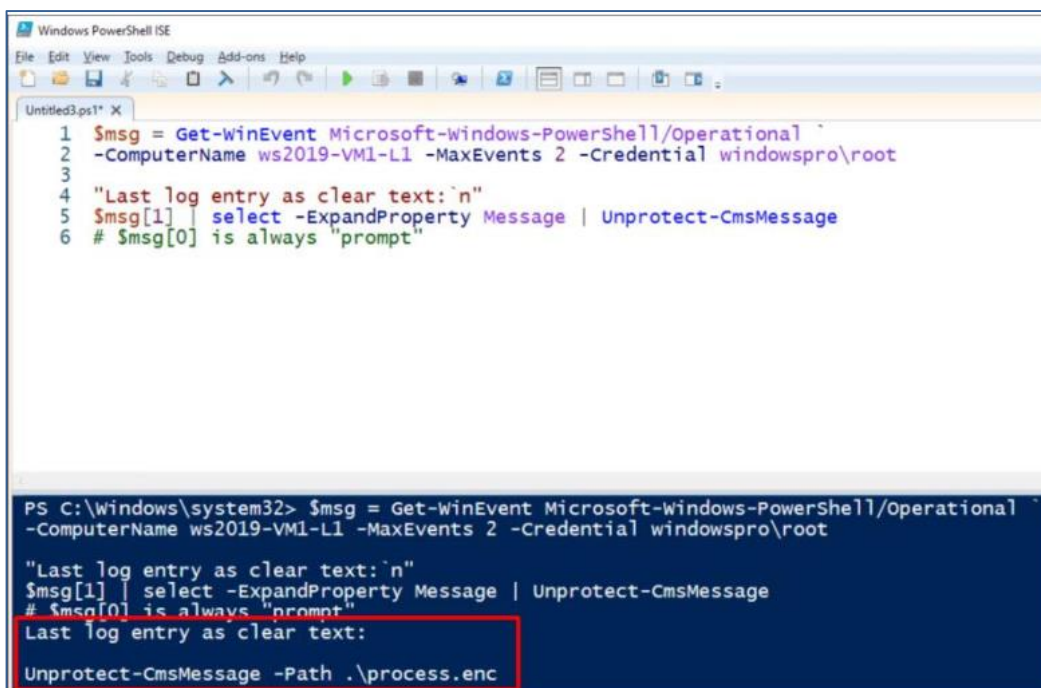 Windows PowerShell ISE
File Edit View Tools Debug Add-ons Help
Untitled3.ps1* X
1 $msg = Get-WinEvent Microsoft-Windows-PowerShell/Operational `
2 -ComputerName ws2019-VM1-L1 -MaxEvents 2 -Credential windowspro\root
3
4 "Last log entry as clear text:`n"
5 $msg[1] | select -ExpandProperty Message | Unprotect-CmsMessage
6 # $msg[0] is always "prompt"
PS C:\Windows\system32> $msg = Get-WinEvent Microsoft-Windows-PowerShell/Operational `
-ComputerName ws2019-VM1-L1 -MaxEvents 2 -Credential windowspro\root
"Last log entry as clear text:`n"
$msg[1] | select -ExpandProperty Message | Unprotect-CmsMessage
# $msg[0] is always "prompt"
Last log entry as clear text:
Unprotect-CmsMessage -Path .\process.enc